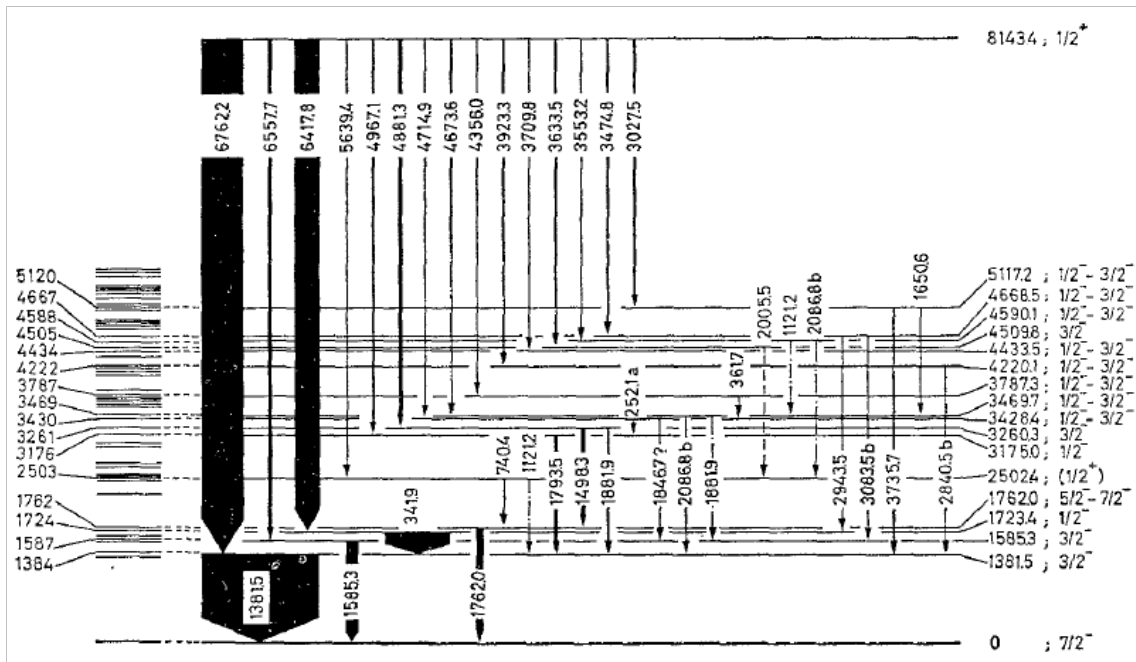 8143.4 ; 1/2⁺
6762.2
6557.7
6417.8
5639.4
4967.1
4881.3
4714.9
4673.6
4356.0
3923.3
3709.8
3633.5
3553.2
3474.8
3027.5
5120
4667
4588
4505
4434
4222
3787
3469
3430
3261
3176
2503
1762
1724
1587
1384
2005.5
1121.2
2086.8 b
1650.6
361.7
252.1 a
740.4
1121.2
1793.5
1498.3
1881.9
1846.7 ?
2086.8 b
1881.9
2943.5
3083.5 b
3735.7
2840.5 b
341.9
1381.5
1585.3
1762.0
5117.2 ; 1/2⁻ - 3/2⁻
4668.5 ; 1/2⁻ - 3/2⁻
4590.1 ; 1/2⁻ - 3/2⁻
4509.8 ; 3/2⁻
4433.5 ; 1/2⁻ - 3/2⁻
4220.1 ; 1/2⁻ - 3/2⁻
3787.3 ; 1/2⁻ - 3/2⁻
3469.7 ; 1/2⁻ - 3/2⁻
3428.4 ; 1/2⁻ - 3/2⁻
3260.3 ; 3/2⁻
3175.0 ; 1/2⁻
2502.4 ; (1/2⁺)
1762.0 ; 5/2⁻ - 7/2⁻
1723.4 ; 1/2⁻
1585.3 ; 3/2⁻
1381.5 ; 3/2⁻
0 ; 7/2⁻